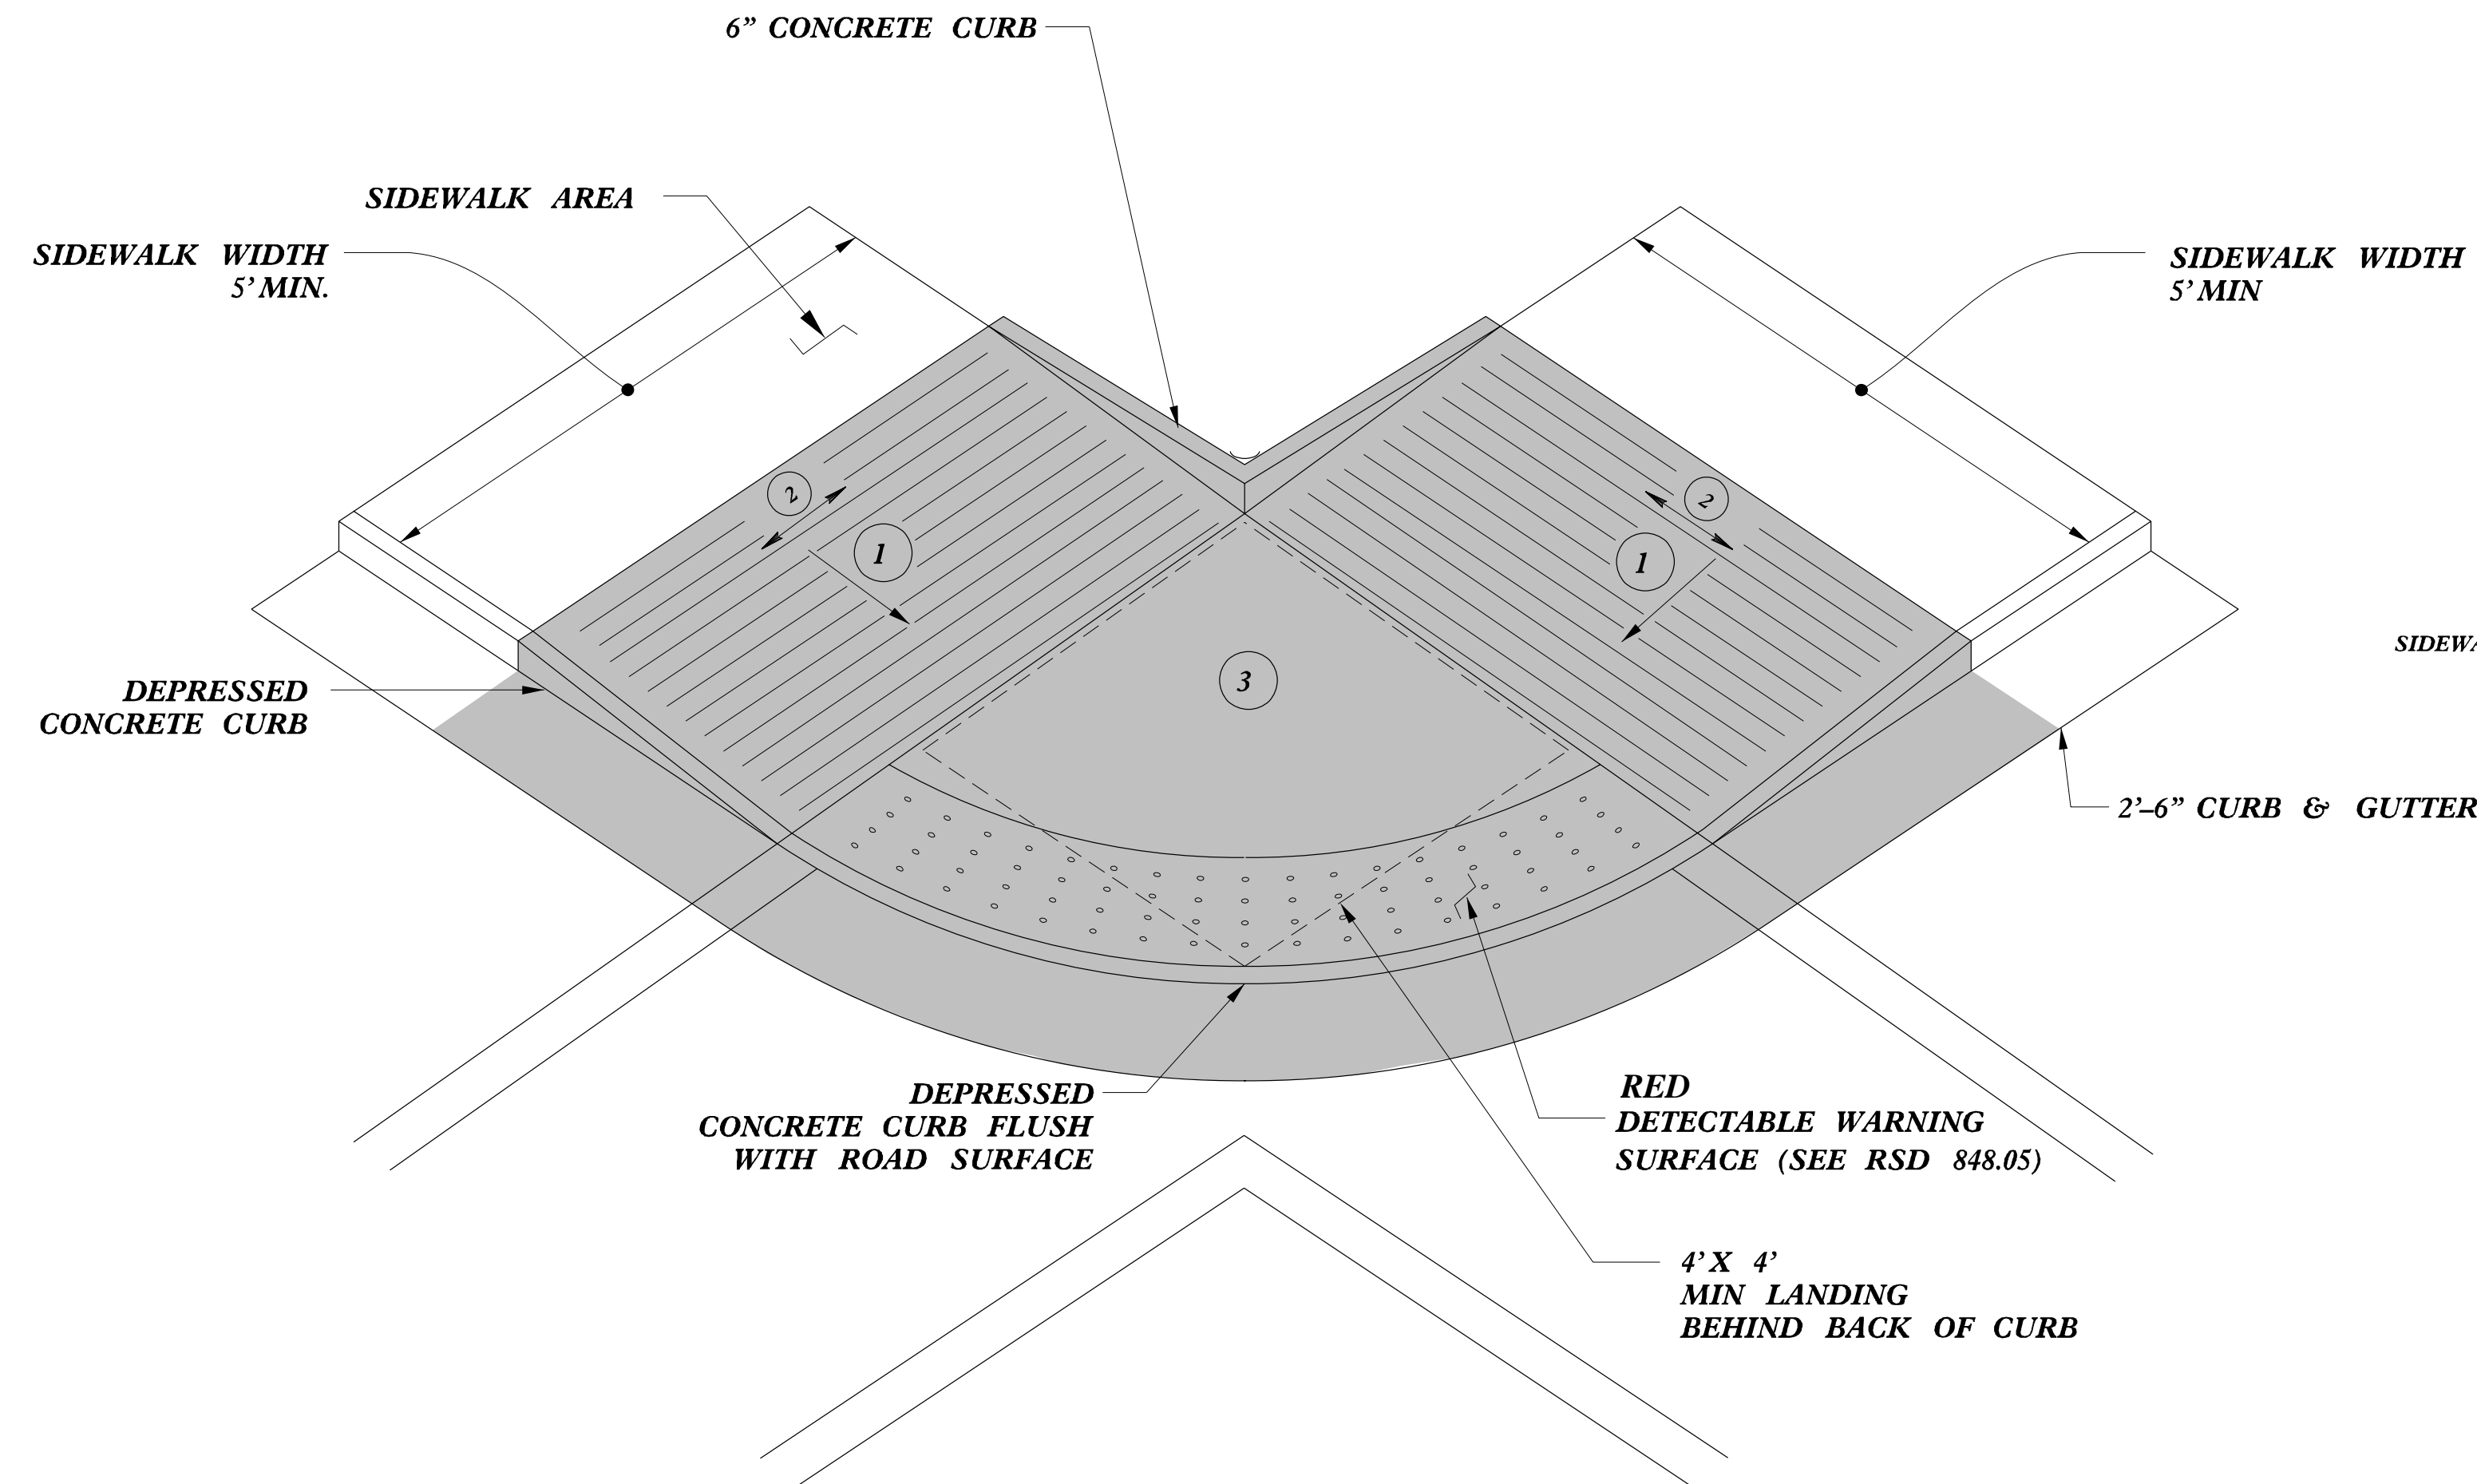 6” CONCRETE CURB
SIDEWALK AREA
SIDEWALK WIDTH
5’ MIN.
SIDEWALK WIDTH
5’ MIN
2
1
2
1
3
SIDEWA
DEPRESSED
CONCRETE CURB
2’–6” CURB & GUTTER
DEPRESSED
CONCRETE CURB FLUSH
WITH ROAD SURFACE
RED
DETECTABLE WARNING
SURFACE (SEE RSD 848.05)
4’ X 4’
MIN LANDING
BEHIND BACK OF CURB